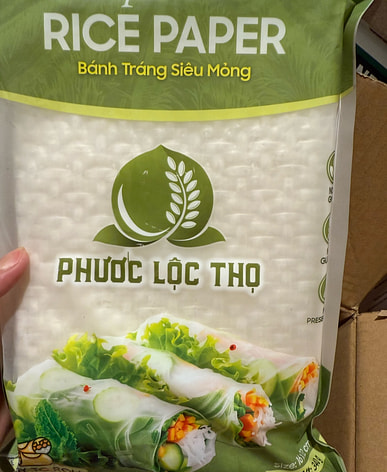 RICE PAPER
Bánh Tráng Siêu Mỏng
PHƯỚC LỘC THỌ